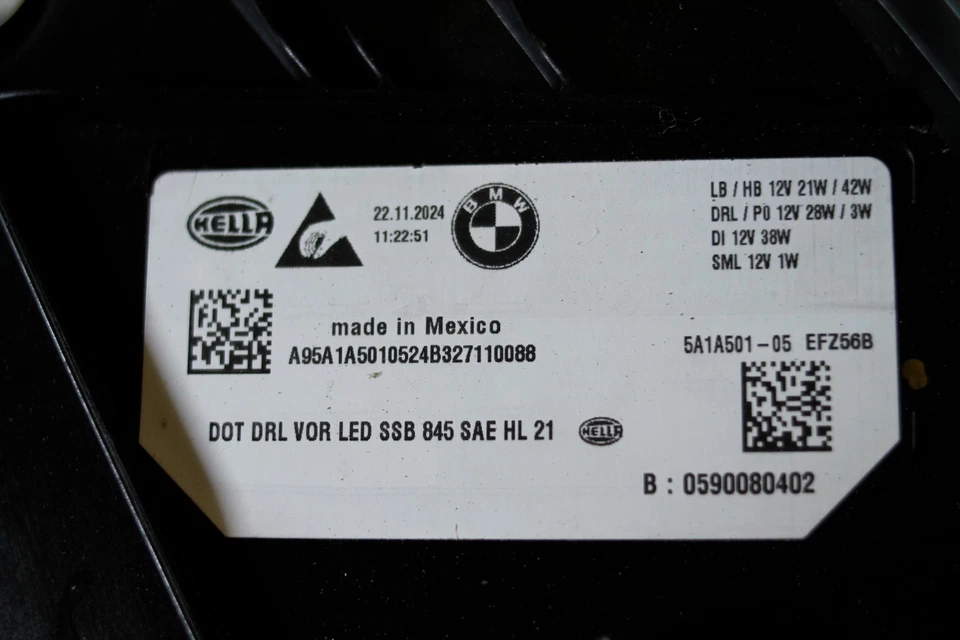 HELLA
22.11.2024
11:22:51
BMW
LB / HB 12V 21W / 42W
DRL / PO 12V 28W / 3W
DI 12V 38W
SML 12V 1W
made in Mexico
A95A1A5010524B327110088
5A1A501-05 EFZ56B
DOT DRL VOR LED SSB 845 SAE HL 21 HELLA
B : 0590080402